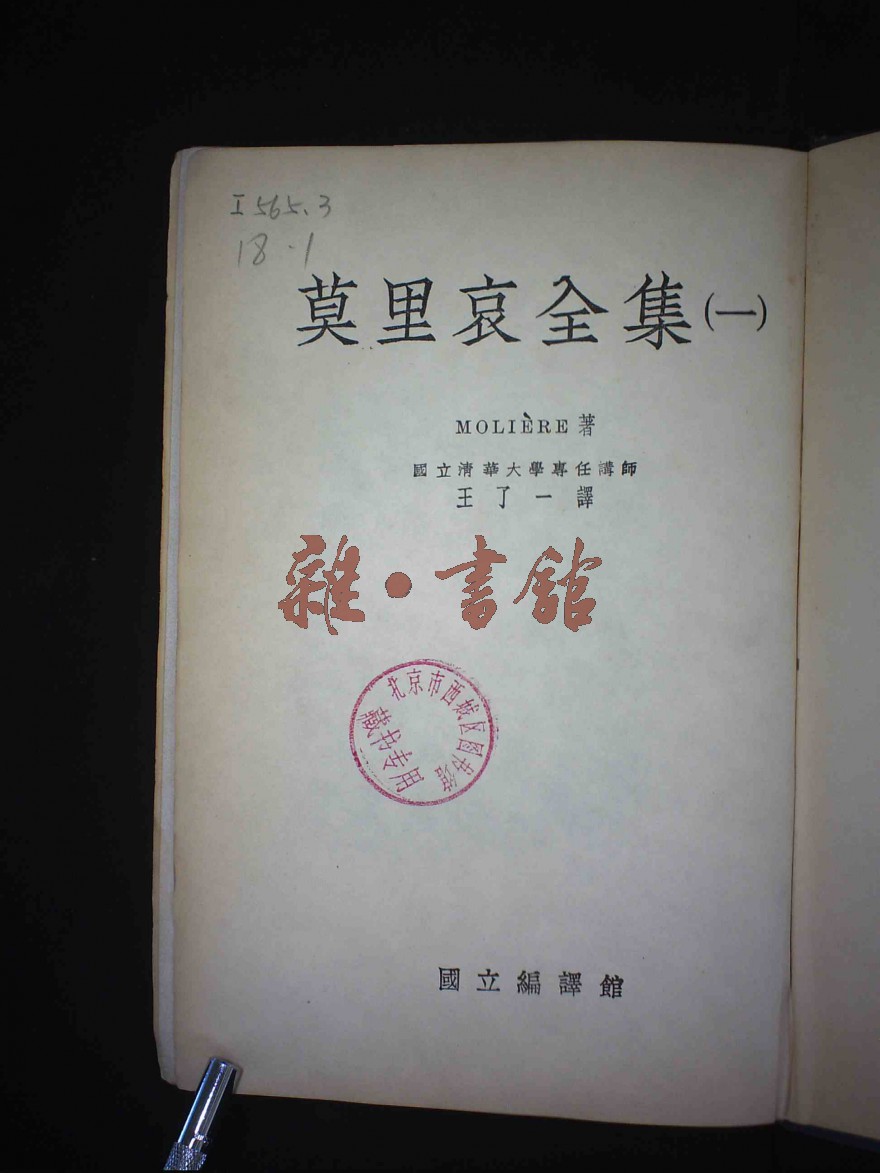 I 565.3
18.1
莫里哀全集(一)
MOLIÈRE 著
國立清華大學專任講師
王了一譯
雜·書館
北京市西城区图书馆
藏书专用
國立編譯館